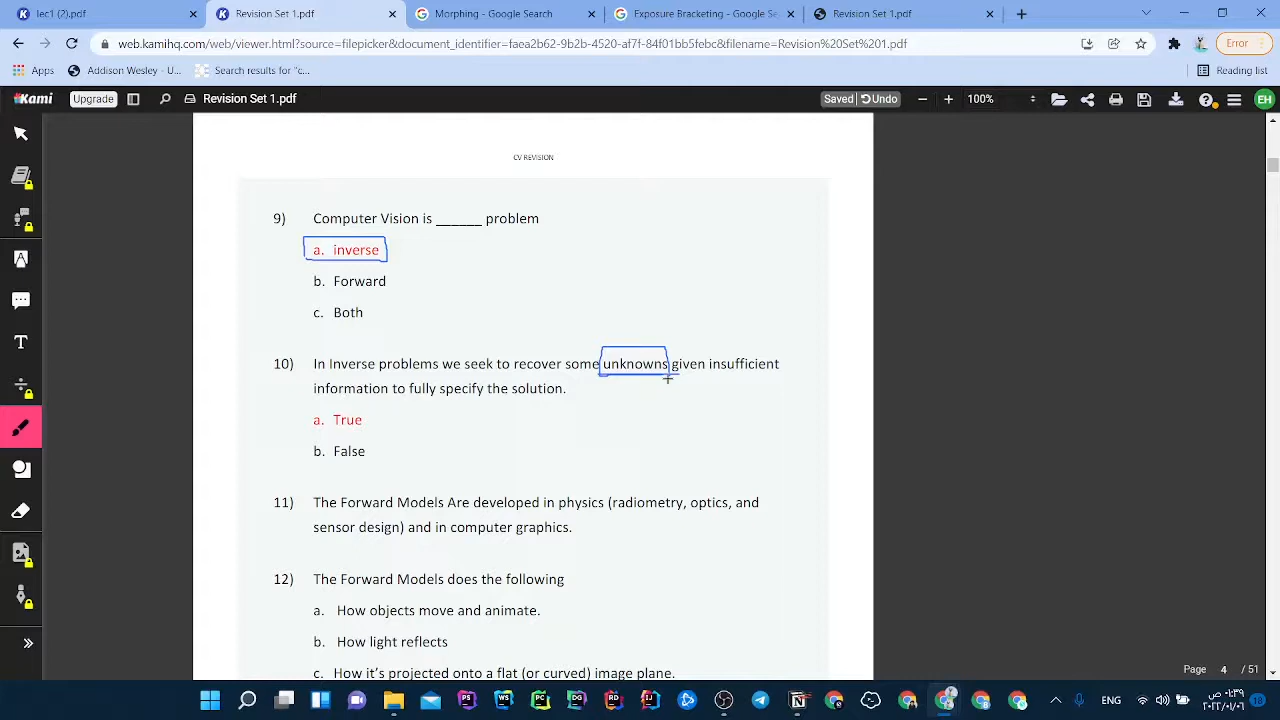 lec1 (2).pdf
Revision Set 1.pdf
Morphing - Google Search
Exposure Bracketing - Google Se
Revision Set 1.pdf
web.kamihq.com/web/viewer.html?source=filepicker&document_identifier=faea2b62-9b2b-4520-af7f-84f01bb5febc&filename=Revision%20Set%201.pdf
Error
Apps
Addison Wesley - U...
Search results for "c...
Reading list
Kami
Upgrade
Revision Set 1.pdf
Saved Undo
100%
EH
CV REVISION
9) Computer Vision is ______ problem
a. inverse
b. Forward
c. Both
10) In Inverse problems we seek to recover some unknowns given insufficient
information to fully specify the solution.
a. True
b. False
11) The Forward Models Are developed in physics (radiometry, optics, and
sensor design) and in computer graphics.
12) The Forward Models does the following
a. How objects move and animate.
b. How light reflects
c. How it's projected onto a flat (or curved) image plane.
Page 4 / 51
ENG
18